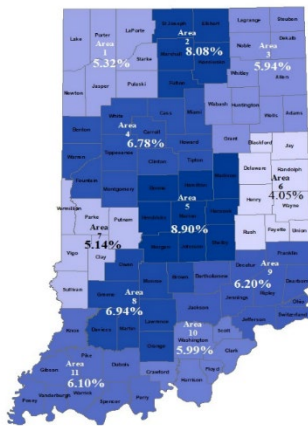 St. Joseph
Elkhart
Lagrange
Steuben
Lake
Porter
LaPorte
Noble
Dekalb
Area
1
5.32%
Area
2
8.08%
Area
3
5.94%
Starke
Marshall
Kosciusko
Whitley
Allen
Newton
Jasper
Pulaski
Fulton
Wabash
Huntington
Wells
Adams
White
Cass
Miami
Area
4
6.78%
Benton
Carroll
Howard
Grant
Blackford
Jay
Warren
Tippecanoe
Clinton
Tipton
Delaware
Randolph
Area
6
4.05%
Fountain
Montgomery
Boone
Hamilton
Madison
Henry
Wayne
Vermillion
Parke
Putnam
Area
5
8.90%
Hendricks
Marion
Hancock
Rush
Fayette
Union
Area
7
5.14%
Vigo
Clay
Morgan
Johnson
Shelby
Owen
Sullivan
Greene
Monroe
Brown
Bartholomew
Decatur
Area
9
6.20%
Area
8
6.94%
Ripley
Jennings
Jackson
Jefferson
Knox
Daviess
Martin
Lawrence
Orange
Area
10
5.99%
Washington
Scott
Clark
Floyd
Harrison
Crawford
Gibson
Pike
Dubois
Area
11
6.10%
Posey
Vanderburgh
Warrick
Spencer
Perry